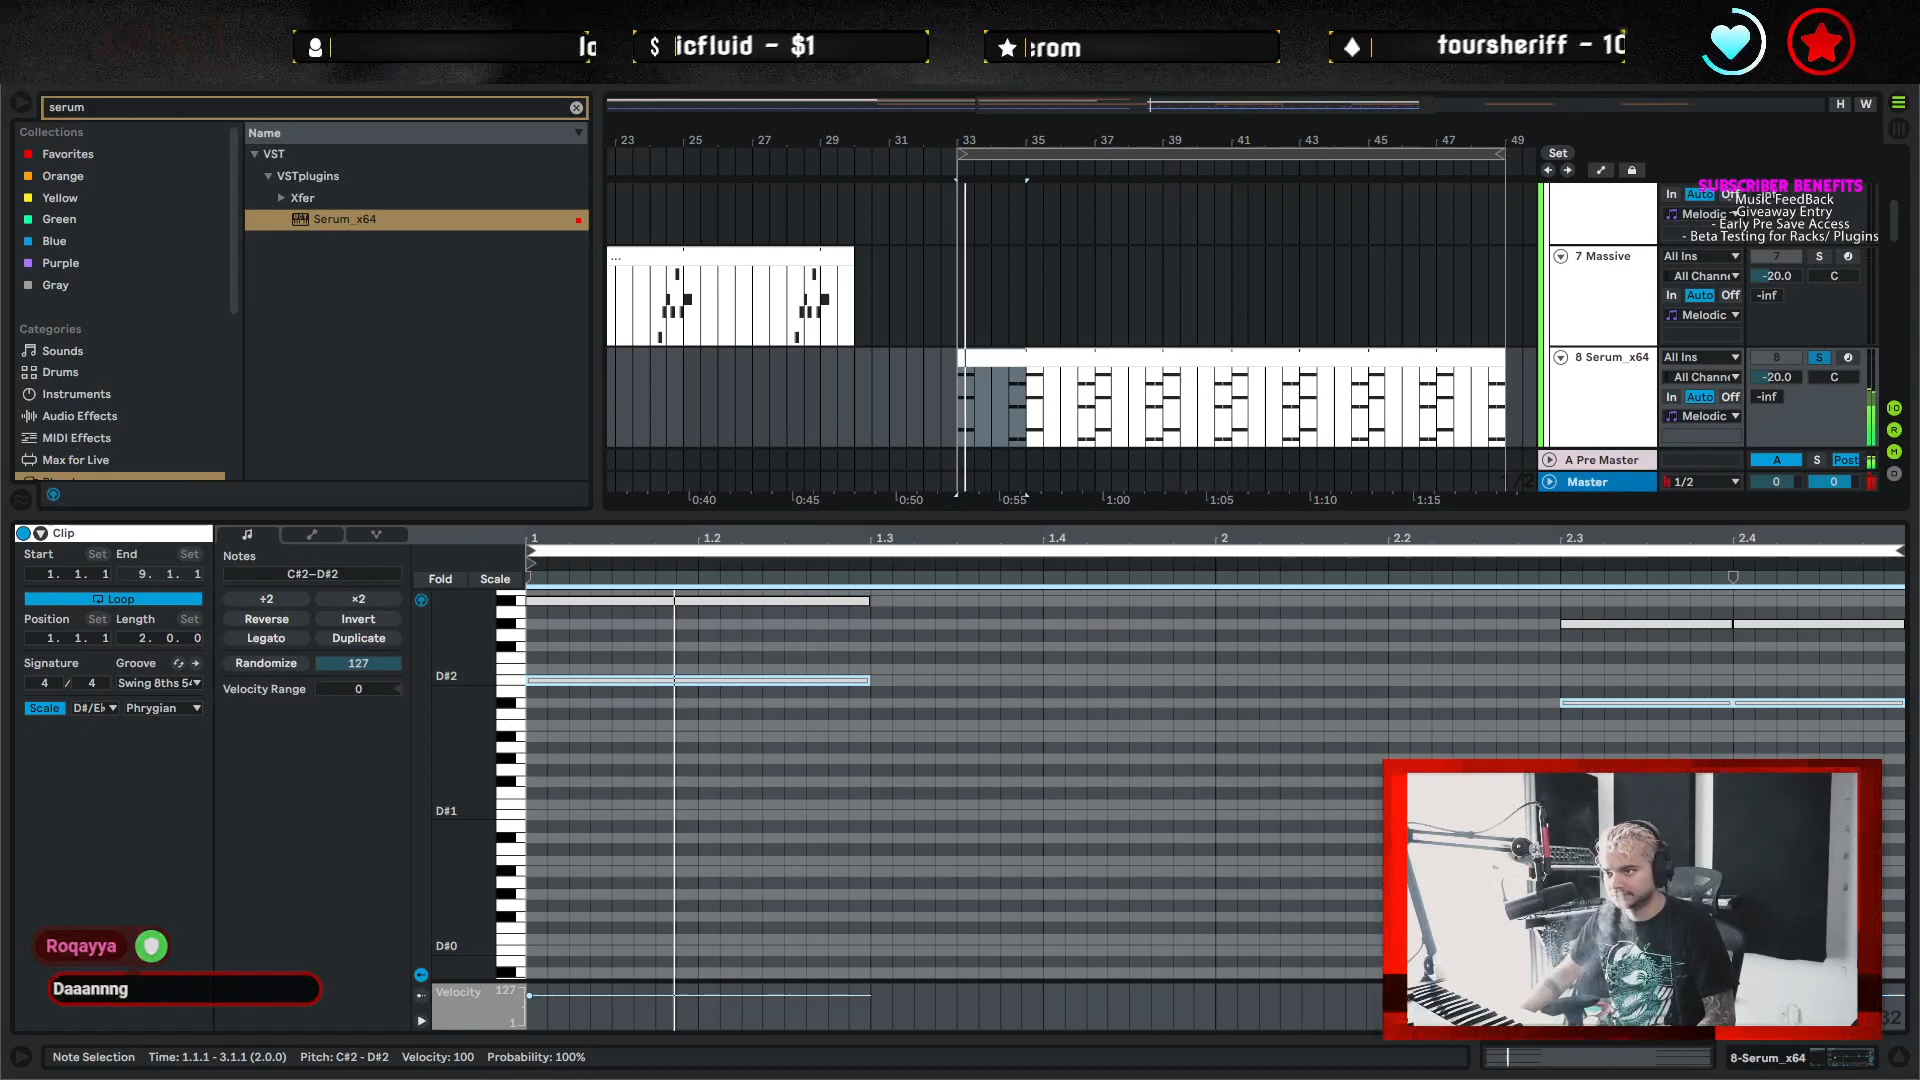 icfluid - $1
:rom
toursheriff - 10
serum
H W
Collections
Name
Favorites
VST
Orange
VSTplugins
Yellow
Xfer
Green
Serum_x64
Blue
Purple
Gray
Categories
Sounds
Drums
Instruments
Audio Effects
MIDI Effects
Max for Live
23 25 27 29 31 33 35 37 39 41 43 45 47 49
Set
...
0:40 0:45 0:50 0:55 1:00 1:05 1:10 1:15
1/2
SUBSCRIBER BENEFITS
Music FeedBack
- Giveaway Entry
- Early Pre Save Access
- Beta Testing for Racks/ Plugins
In Auto Off
Melodic
7 Massive
All Ins 7 S
All Channe -20.0 C
In Auto Off -inf
Melodic
8 Serum_x64
All Ins 8 S
All Channe -20.0 C
In Auto Off -inf
Melodic
A Pre Master
A S Post
Master
1/2 0 0
Clip
Start Set End Set
1. 1. 1 9. 1. 1
Loop
Position Set Length Set
1. 1. 1 2. 0. 0
Signature Groove
4 / 4 Swing 8ths 54
Scale D#/Eb Phrygian
Notes
C#2–D#2
÷2 ×2
Reverse Invert
Legato Duplicate
Randomize 127
Velocity Range 0
Fold Scale
1 1.2 1.3 1.4 2 2.2 2.3 2.4
D#2
D#1
D#0
Velocity 127
1
Roqayya
Daaannng
Note Selection Time: 1.1.1 - 3.1.1 (2.0.0) Pitch: C#2 - D#2 Velocity: 100 Probability: 100%
8-Serum_x64